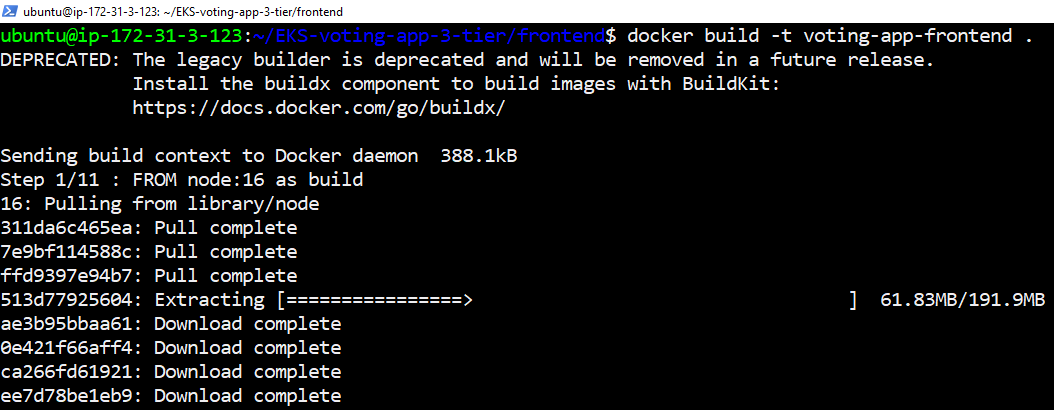 ubuntu@ip-172-31-3-123: ~/EKS-voting-app-3-tier/frontend
ubuntu@ip-172-31-3-123:~/EKS-voting-app-3-tier/frontend$ docker build -t voting-app-frontend .
DEPRECATED: The legacy builder is deprecated and will be removed in a future release.
            Install the buildx component to build images with BuildKit:
            https://docs.docker.com/go/buildx/

Sending build context to Docker daemon  388.1kB
Step 1/11 : FROM node:16 as build
16: Pulling from library/node
311da6c465ea: Pull complete
7e9bf114588c: Pull complete
ffd9397e94b7: Pull complete
513d77925604: Extracting [================>                                  ]  61.83MB/191.9MB
ae3b95bbaa61: Download complete
0e421f66aff4: Download complete
ca266fd61921: Download complete
ee7d78be1eb9: Download complete